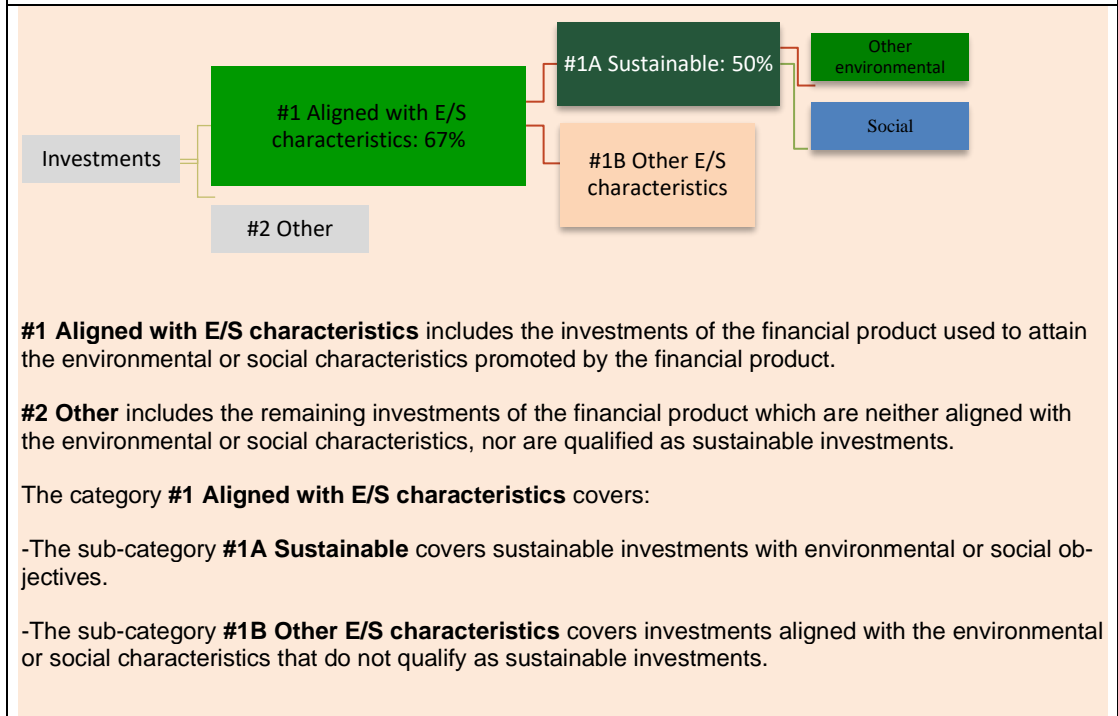 Investments
#1 Aligned with E/S
characteristics: 67%
#2 Other
#1A Sustainable: 50%
#1B Other E/S
characteristics
Other
environmental
Social
#1 Aligned with E/S characteristics includes the investments of the financial product used to attain
the environmental or social characteristics promoted by the financial product.
#2 Other includes the remaining investments of the financial product which are neither aligned with
the environmental or social characteristics, nor are qualified as sustainable investments.
The category #1 Aligned with E/S characteristics covers:
-The sub-category #1A Sustainable covers sustainable investments with environmental or social ob-
jectives.
-The sub-category #1B Other E/S characteristics covers investments aligned with the environmental
or social characteristics that do not qualify as sustainable investments.